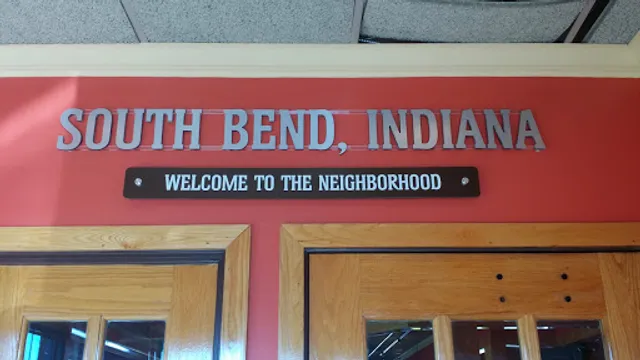 SOUTH BEND, INDIANA
WELCOME TO THE NEIGHBORHOOD